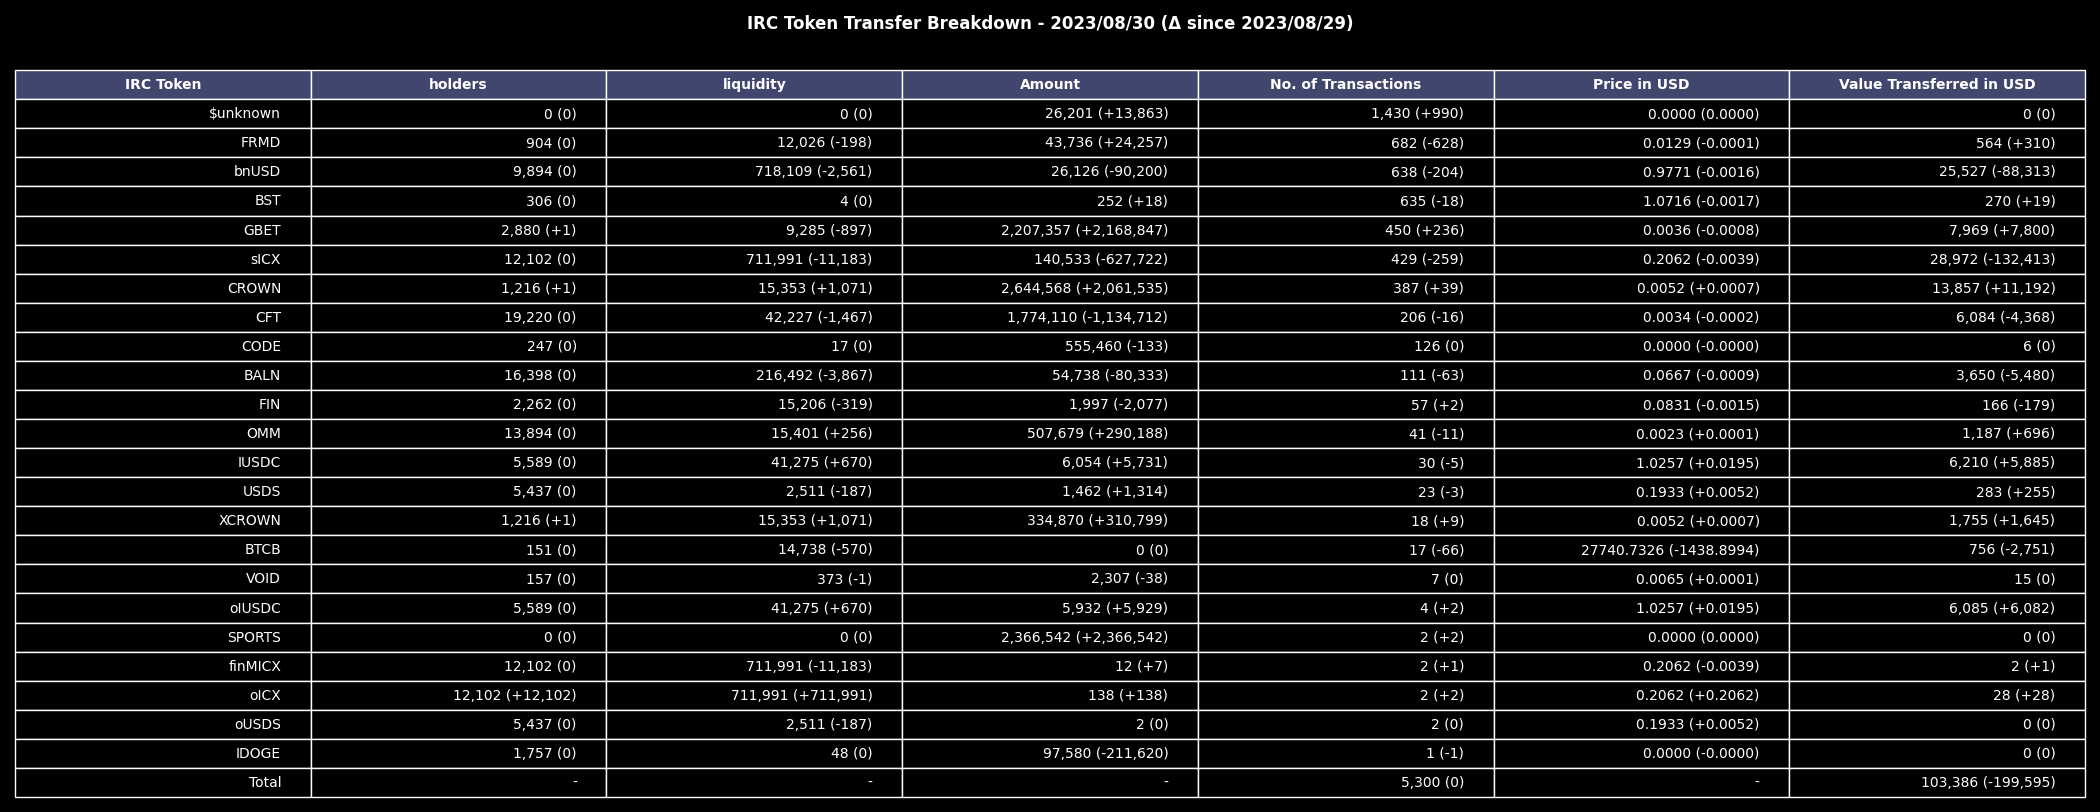 IRC Token Transfer Breakdown - 2023/08/30 (Δ since 2023/08/29)
IRC Token holders liquidity Amount No. of Transactions Price in USD Value Transferred in USD
$unknown 0 (0) 0 (0) 26,201 (+13,863) 1,430 (+990) 0.0000 (0.0000) 0 (0)
FRMD 904 (0) 12,026 (-198) 43,736 (+24,257) 682 (-628) 0.0129 (-0.0001) 564 (+310)
bnUSD 9,894 (0) 718,109 (-2,561) 26,126 (-90,200) 638 (-204) 0.9771 (-0.0016) 25,527 (-88,313)
BST 306 (0) 4 (0) 252 (+18) 635 (-18) 1.0716 (-0.0017) 270 (+19)
GBET 2,880 (+1) 9,285 (-897) 2,207,357 (+2,168,847) 450 (+236) 0.0036 (-0.0008) 7,969 (+7,800)
sICX 12,102 (0) 711,991 (-11,183) 140,533 (-627,722) 429 (-259) 0.2062 (-0.0039) 28,972 (-132,413)
CROWN 1,216 (+1) 15,353 (+1,071) 2,644,568 (+2,061,535) 387 (+39) 0.0052 (+0.0007) 13,857 (+11,192)
CFT 19,220 (0) 42,227 (-1,467) 1,774,110 (-1,134,712) 206 (-16) 0.0034 (-0.0002) 6,084 (-4,368)
CODE 247 (0) 17 (0) 555,460 (-133) 126 (0) 0.0000 (-0.0000) 6 (0)
BALN 16,398 (0) 216,492 (-3,867) 54,738 (-80,333) 111 (-63) 0.0667 (-0.0009) 3,650 (-5,480)
FIN 2,262 (0) 15,206 (-319) 1,997 (-2,077) 57 (+2) 0.0831 (-0.0015) 166 (-179)
OMM 13,894 (0) 15,401 (+256) 507,679 (+290,188) 41 (-11) 0.0023 (+0.0001) 1,187 (+696)
IUSDC 5,589 (0) 41,275 (+670) 6,054 (+5,731) 30 (-5) 1.0257 (+0.0195) 6,210 (+5,885)
USDS 5,437 (0) 2,511 (-187) 1,462 (+1,314) 23 (-3) 0.1933 (+0.0052) 283 (+255)
XCROWN 1,216 (+1) 15,353 (+1,071) 334,870 (+310,799) 18 (+9) 0.0052 (+0.0007) 1,755 (+1,645)
BTCB 151 (0) 14,738 (-570) 0 (0) 17 (-66) 27740.7326 (-1438.8994) 756 (-2,751)
VOID 157 (0) 373 (-1) 2,307 (-38) 7 (0) 0.0065 (+0.0001) 15 (0)
oIUSDC 5,589 (0) 41,275 (+670) 5,932 (+5,929) 4 (+2) 1.0257 (+0.0195) 6,085 (+6,082)
SPORTS 0 (0) 0 (0) 2,366,542 (+2,366,542) 2 (+2) 0.0000 (0.0000) 0 (0)
finMICX 12,102 (0) 711,991 (-11,183) 12 (+7) 2 (+1) 0.2062 (-0.0039) 2 (+1)
oICX 12,102 (+12,102) 711,991 (+711,991) 138 (+138) 2 (+2) 0.2062 (+0.2062) 28 (+28)
oUSDS 5,437 (0) 2,511 (-187) 2 (0) 2 (0) 0.1933 (+0.0052) 0 (0)
IDOGE 1,757 (0) 48 (0) 97,580 (-211,620) 1 (-1) 0.0000 (-0.0000) 0 (0)
Total - - - 5,300 (0) - 103,386 (-199,595)